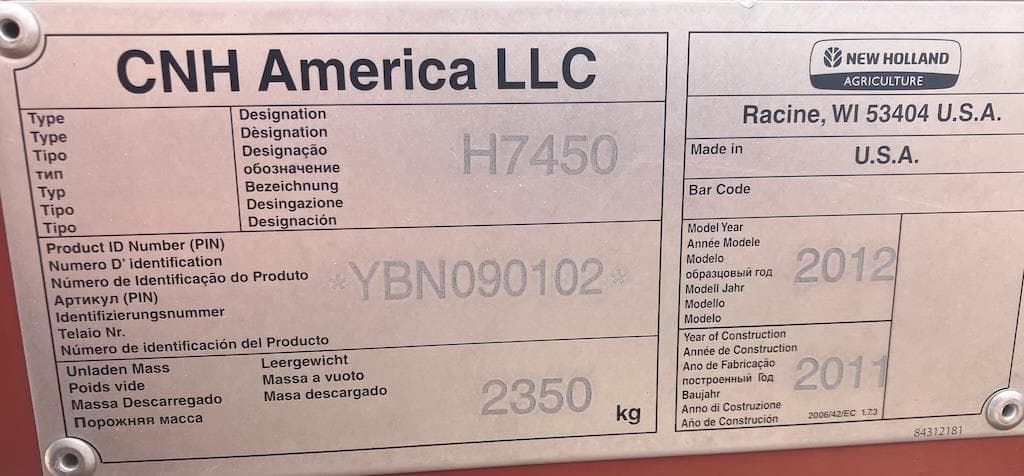 CNH America LLC
Type
Type
Tipo
тип
Typ
Tipo
Tipo
Designation
Dèsignation
Designação
обозначение
Bezeichnung
Desingazione
Designación
H7450
Product ID Number (PIN)
Numero D' identification
Número de Identificação do Produto
Артикул (PIN)
Identifizierungsnummer
Telaio Nr.
Número de identificación del Producto
*YBN090102*
Unladen Mass
Poids vide
Massa Descarregado
Порожняя масса
Leergewicht
Massa a vuoto
Masa descargado
2350 kg
NEW HOLLAND
AGRICULTURE
Racine, WI 53404 U.S.A.
Made in U.S.A.
Bar Code
Model Year
Année Modele
Modelo
образцовый год
Modell Jahr
Modello
Modelo
2012
Year of Construction
Année de Construction
Ano de Fabricação
построенный Год
Baujahr
Anno di Costruzione
Año de Construción
2011
2006/42/EC 1.7.3
84312181